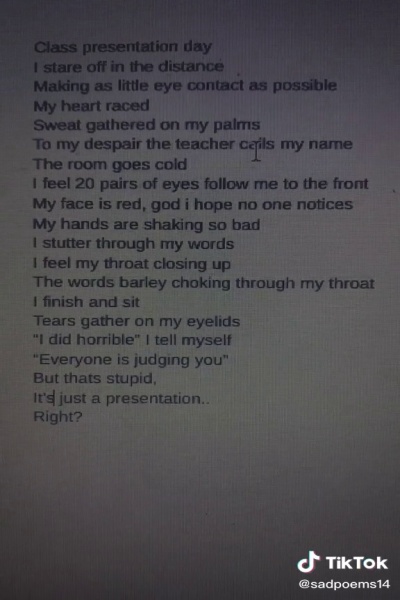 Class presentation day
I stare off in the distance
Making as little eye contact as possible
My heart raced
Sweat gathered on my palms
To my despair the teacher calls my name
The room goes cold
I feel 20 pairs of eyes follow me to the front
My face is red, god i hope no one notices
My hands are shaking so bad
I stutter through my words
I feel my throat closing up
The words barley choking through my throat
I finish and sit
Tears gather on my eyelids
“I did horrible” I tell myself
“Everyone is judging you”
But thats stupid,
It's just a presentation..
Right?
TikTok
@sadpoems14